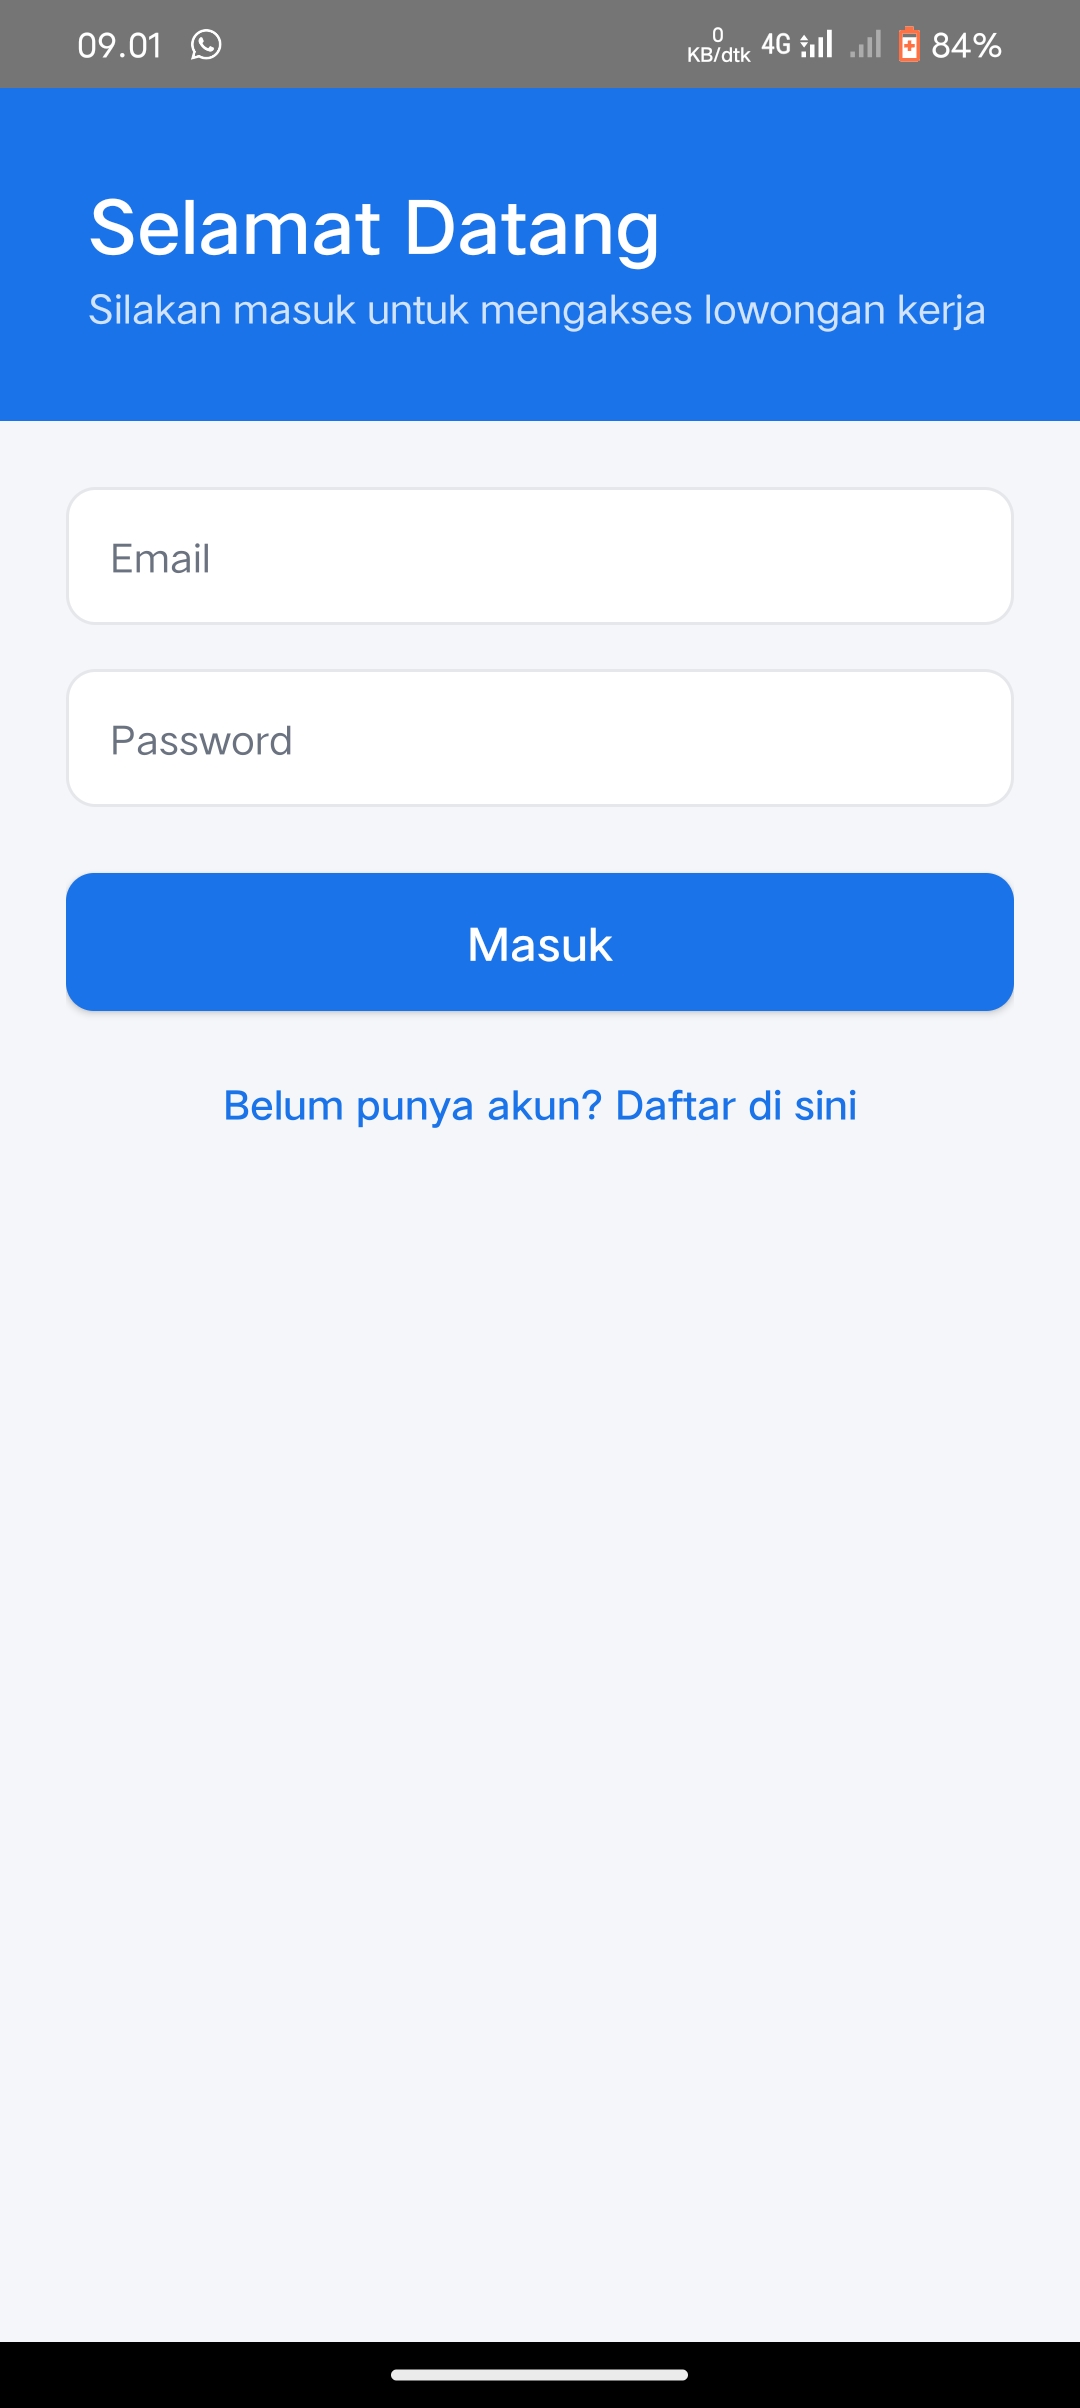 09.01
0
KB/dtk
4G
84%
Selamat Datang
Silakan masuk untuk mengakses lowongan kerja
Email
Password
Masuk
Belum punya akun? Daftar di sini